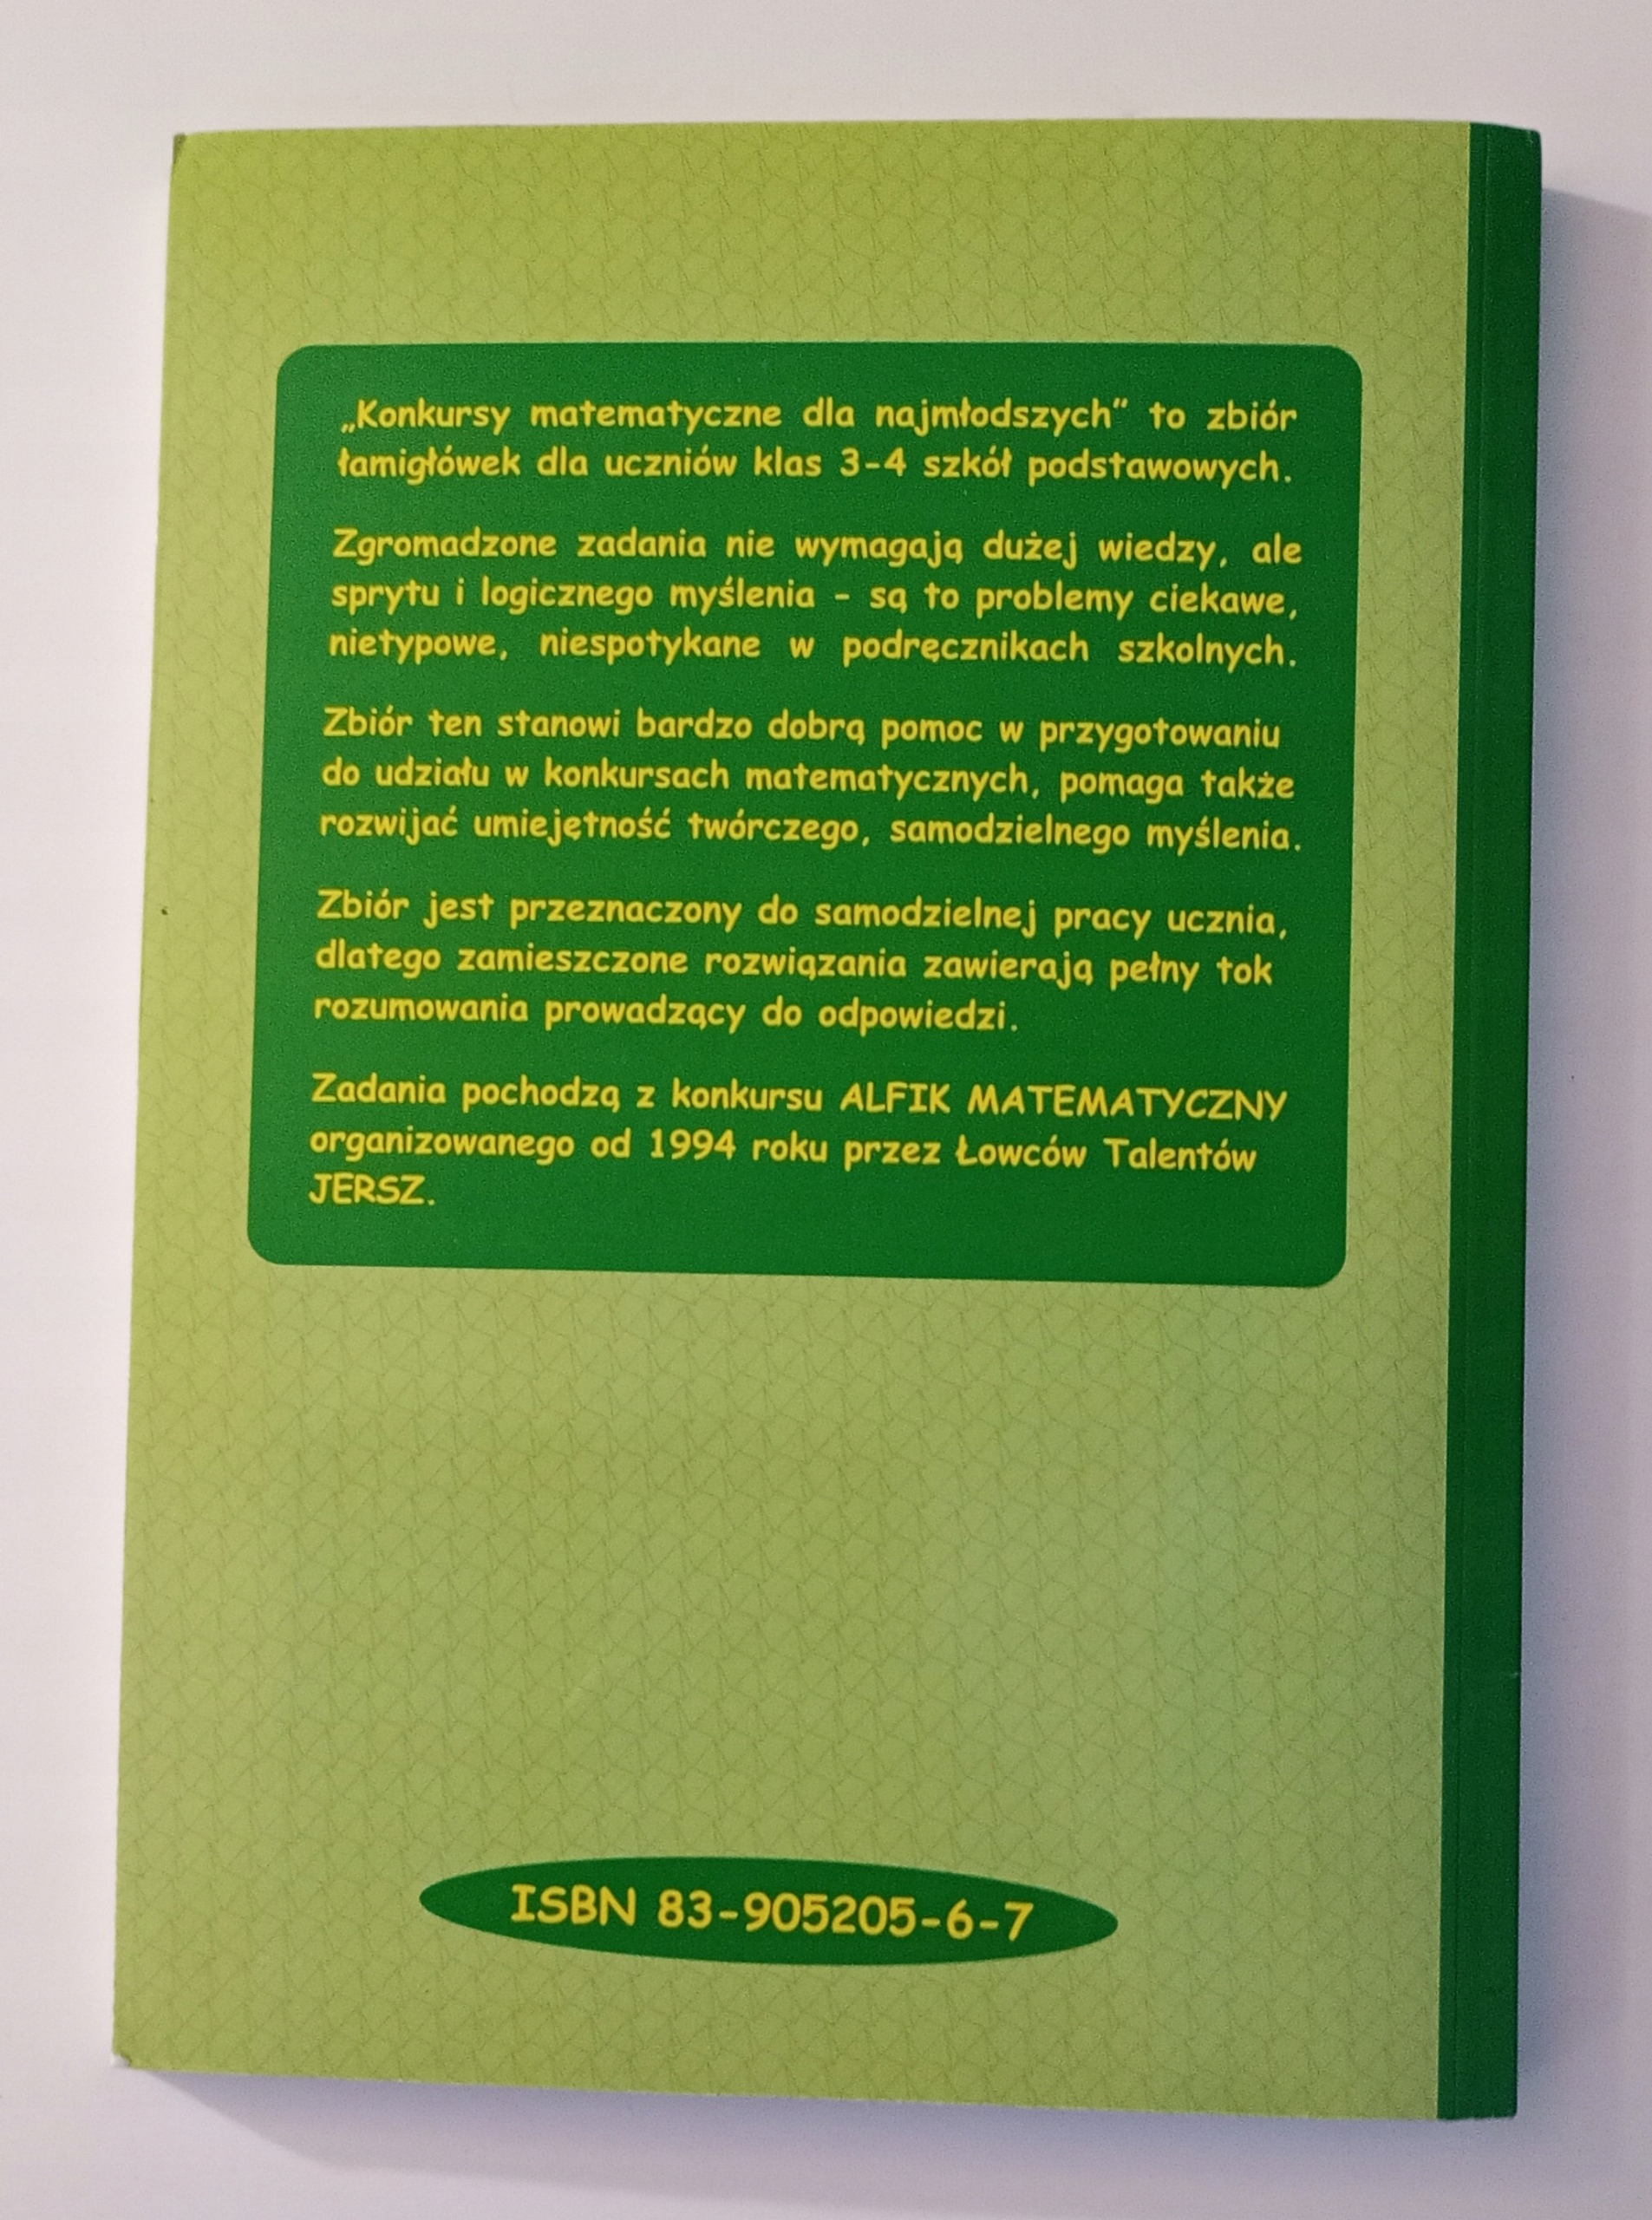 „Konkursy matematyczne dla najmłodszych” to zbiór
łamigłówek dla uczniów klas 3-4 szkół podstawowych.
Zgromadzone zadania nie wymagają dużej wiedzy, ale
sprytu i logicznego myślenia - są to problemy ciekawe,
nietypowe, niespotykane w podręcznikach szkolnych.
Zbiór ten stanowi bardzo dobrą pomoc w przygotowaniu
do udziału w konkursach matematycznych, pomaga także
rozwijać umiejętność twórczego, samodzielnego myślenia.
Zbiór jest przeznaczony do samodzielnej pracy ucznia,
dlatego zamieszczone rozwiązania zawierają pełny tok
rozumowania prowadzący do odpowiedzi.
Zadania pochodzą z konkursu ALFIK MATEMATYCZNY
organizowanego od 1994 roku przez Łowców Talentów
JERSZ.
ISBN 83-905205-6-7